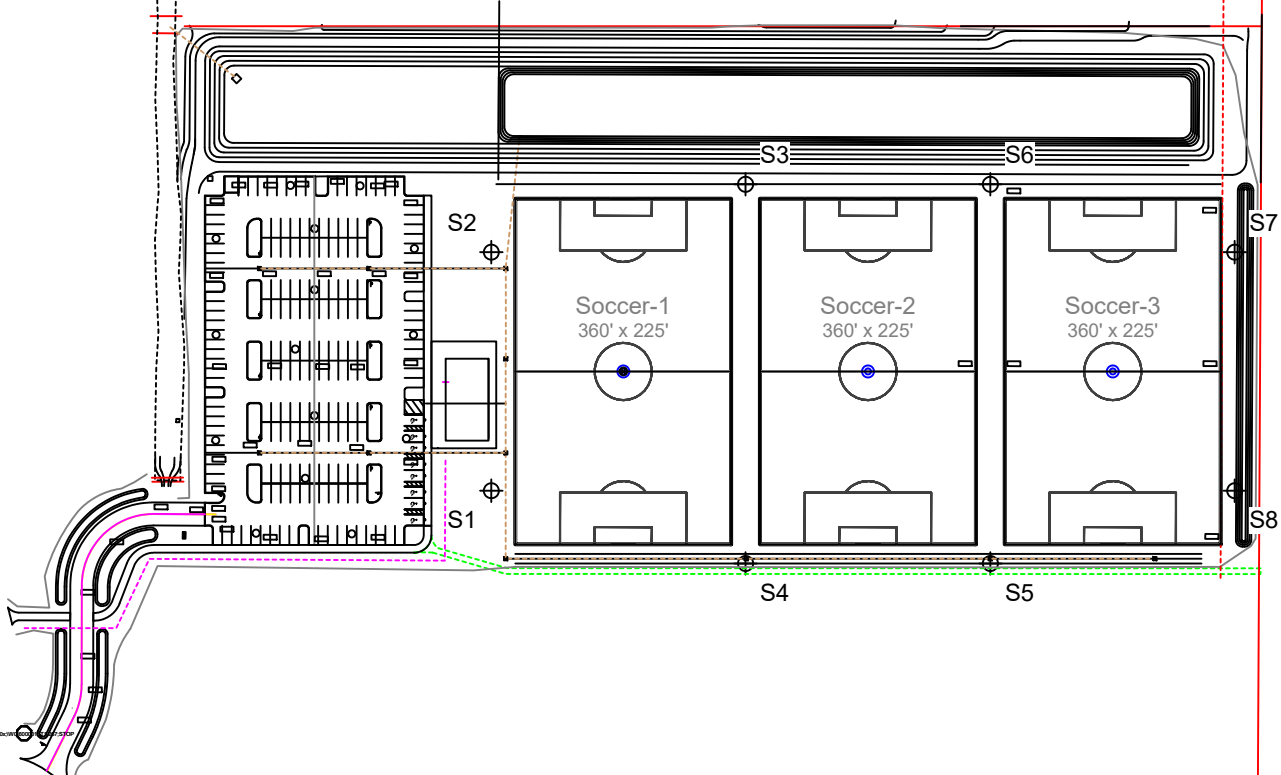 S3
S6
S2
S7
Soccer-1
360' x 225'
Soccer-2
360' x 225'
Soccer-3
360' x 225'
S1
S8
S4
S5